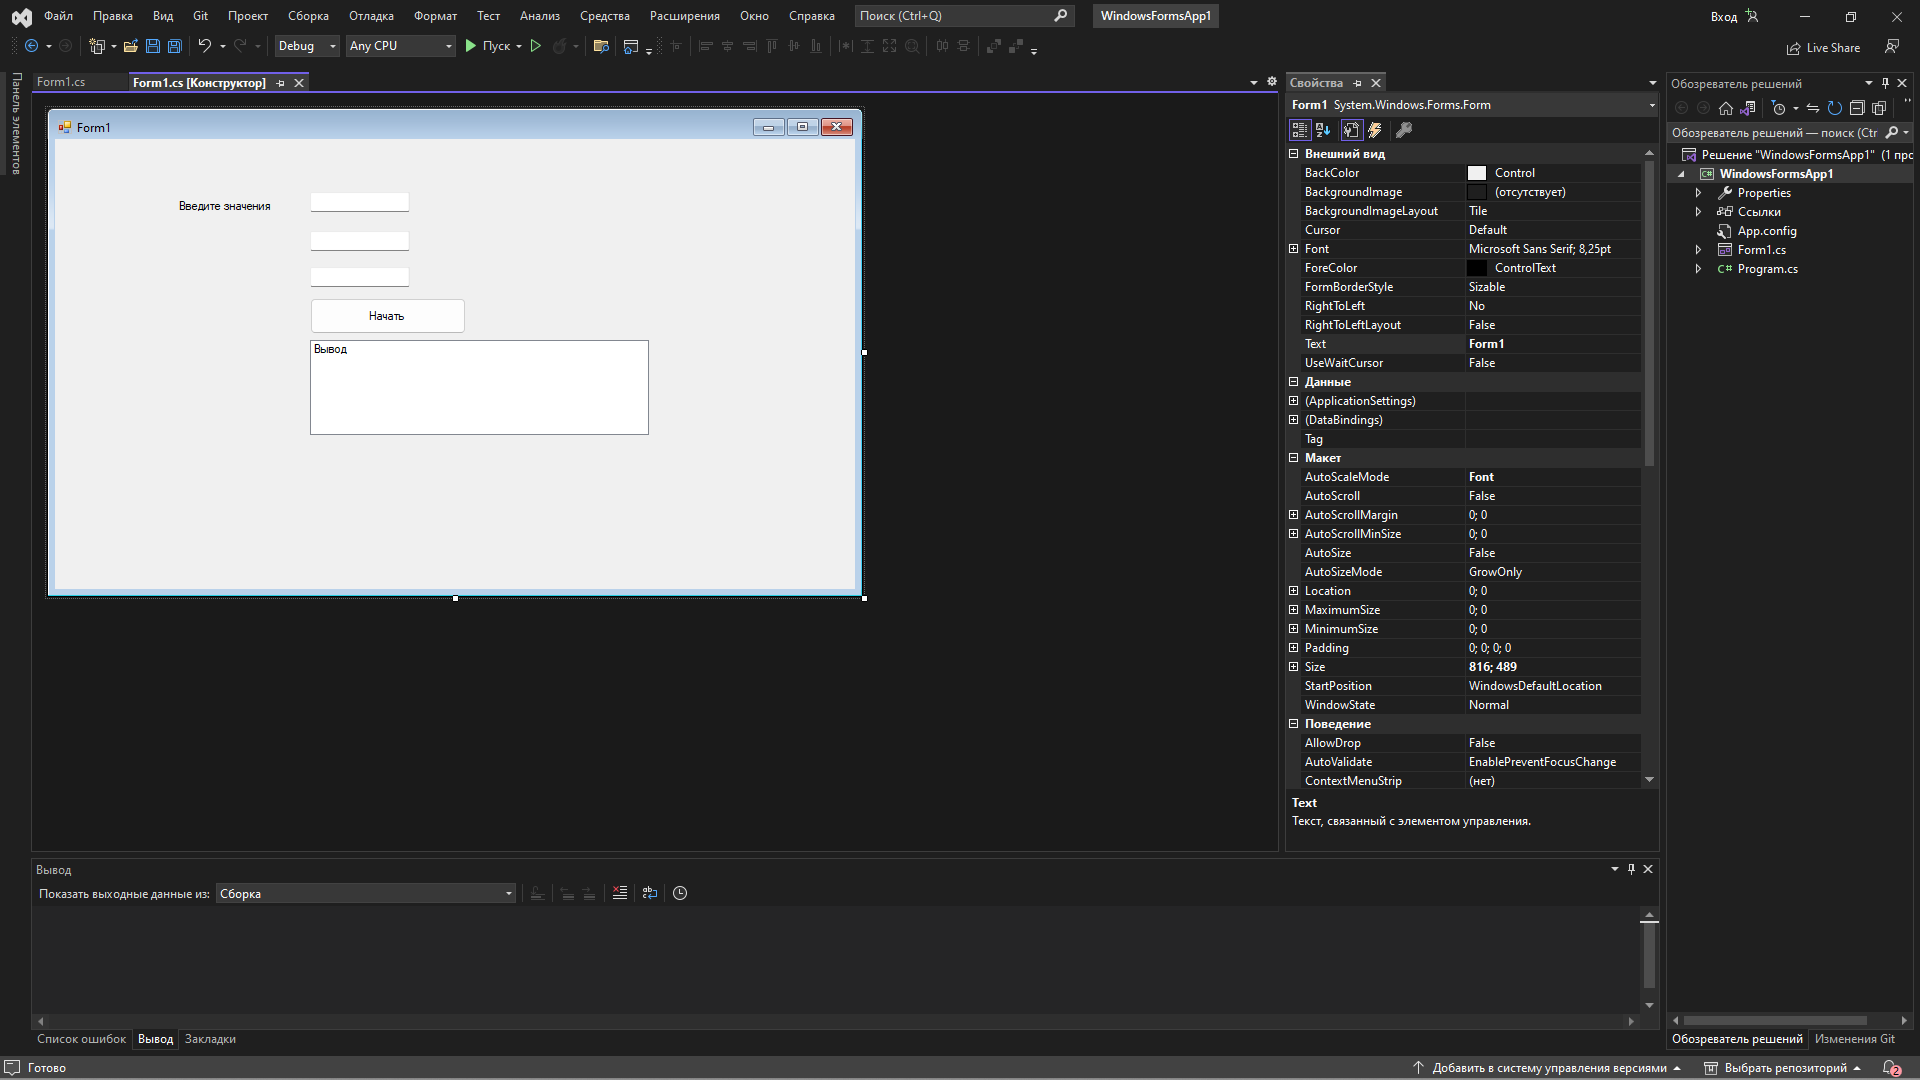 Файл Правка Вид Git Проект Сборка Отладка Формат Тест Анализ Средства Расширения Окно Справка Поиск (Ctrl+Q) WindowsFormsApp1 Вход
Debug Any CPU Пуск Live Share
Панель элементов
Form1.cs Form1.cs [Конструктор]
Form1
Введите значения
Начать
Вывод
Свойства
Form1 System.Windows.Forms.Form
Внешний вид
BackColor Control
BackgroundImage (отсутствует)
BackgroundImageLayout Tile
Cursor Default
Font Microsoft Sans Serif; 8,25pt
ForeColor ControlText
FormBorderStyle Sizable
RightToLeft No
RightToLeftLayout False
Text Form1
UseWaitCursor False
Данные
(ApplicationSettings)
(DataBindings)
Tag
Макет
AutoScaleMode Font
AutoScroll False
AutoScrollMargin 0; 0
AutoScrollMinSize 0; 0
AutoSize False
AutoSizeMode GrowOnly
Location 0; 0
MaximumSize 0; 0
MinimumSize 0; 0
Padding 0; 0; 0; 0
Size 816; 489
StartPosition WindowsDefaultLocation
WindowState Normal
Поведение
AllowDrop False
AutoValidate EnablePreventFocusChange
ContextMenuStrip (нет)
Text
Текст, связанный с элементом управления.
Обозреватель решений
Обозреватель решений — поиск (Ctr
Решение "WindowsFormsApp1" (1 про
WindowsFormsApp1
Properties
Ссылки
App.config
Form1.cs
Program.cs
Вывод
Показать выходные данные из: Сборка
Список ошибок Вывод Закладки
Обозреватель решений Изменения Git
Готово Добавить в систему управления версиями Выбрать репозиторий 2